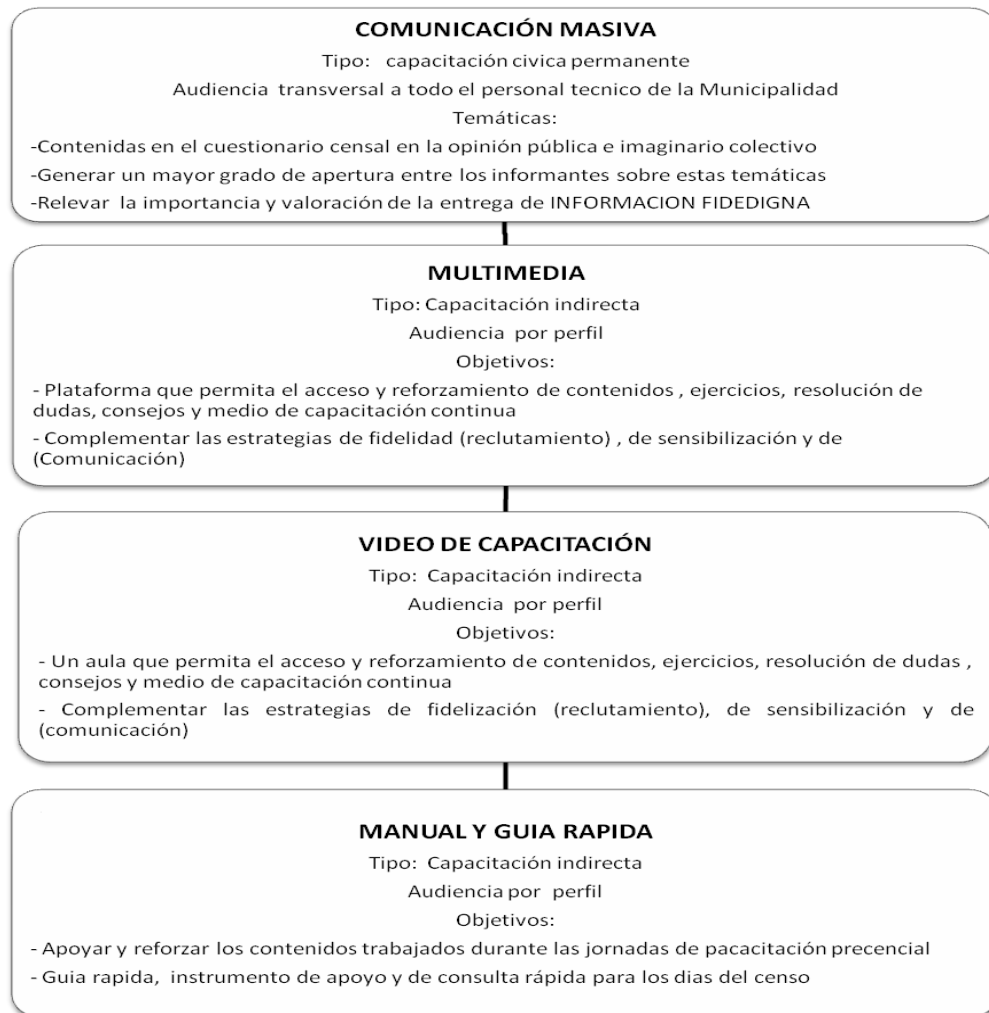 COMUNICACIÓN MASIVA
Tipo: capacitación civica permanente
Audiencia transversal a todo el personal tecnico de la Municipalidad
Temáticas:
-Contenidas en el cuestionario censal en la opinión pública e imaginario colectivo
-Generar un mayor grado de apertura entre los informantes sobre estas temáticas
-Relevar la importancia y valoración de la entrega de INFORMACION FIDEDIGNA
MULTIMEDIA
Tipo: Capacitación indirecta
Audiencia por perfil
Objetivos:
- Plataforma que permita el acceso y reforzamiento de contenidos , ejercicios, resolución de
dudas, consejos y medio de capacitación continua
- Complementar las estrategias de fidelidad (reclutamiento) , de sensibilización y de
(Comunicación)
VIDEO DE CAPACITACIÓN
Tipo: Capacitación indirecta
Audiencia por perfil
Objetivos:
- Un aula que permita el acceso y reforzamiento de contenidos, ejercicios, resolución de dudas ,
consejos y medio de capacitación continua
- Complementar las estrategias de fidelización (reclutamiento), de sensibilización y de
(comunicación)
MANUAL Y GUIA RAPIDA
Tipo: Capacitación indirecta
Audiencia por perfil
Objetivos:
- Apoyar y reforzar los contenidos trabajados durante las jornadas de pacacitación precencial
- Guia rapida, instrumento de apoyo y de consulta rápida para los dias del censo